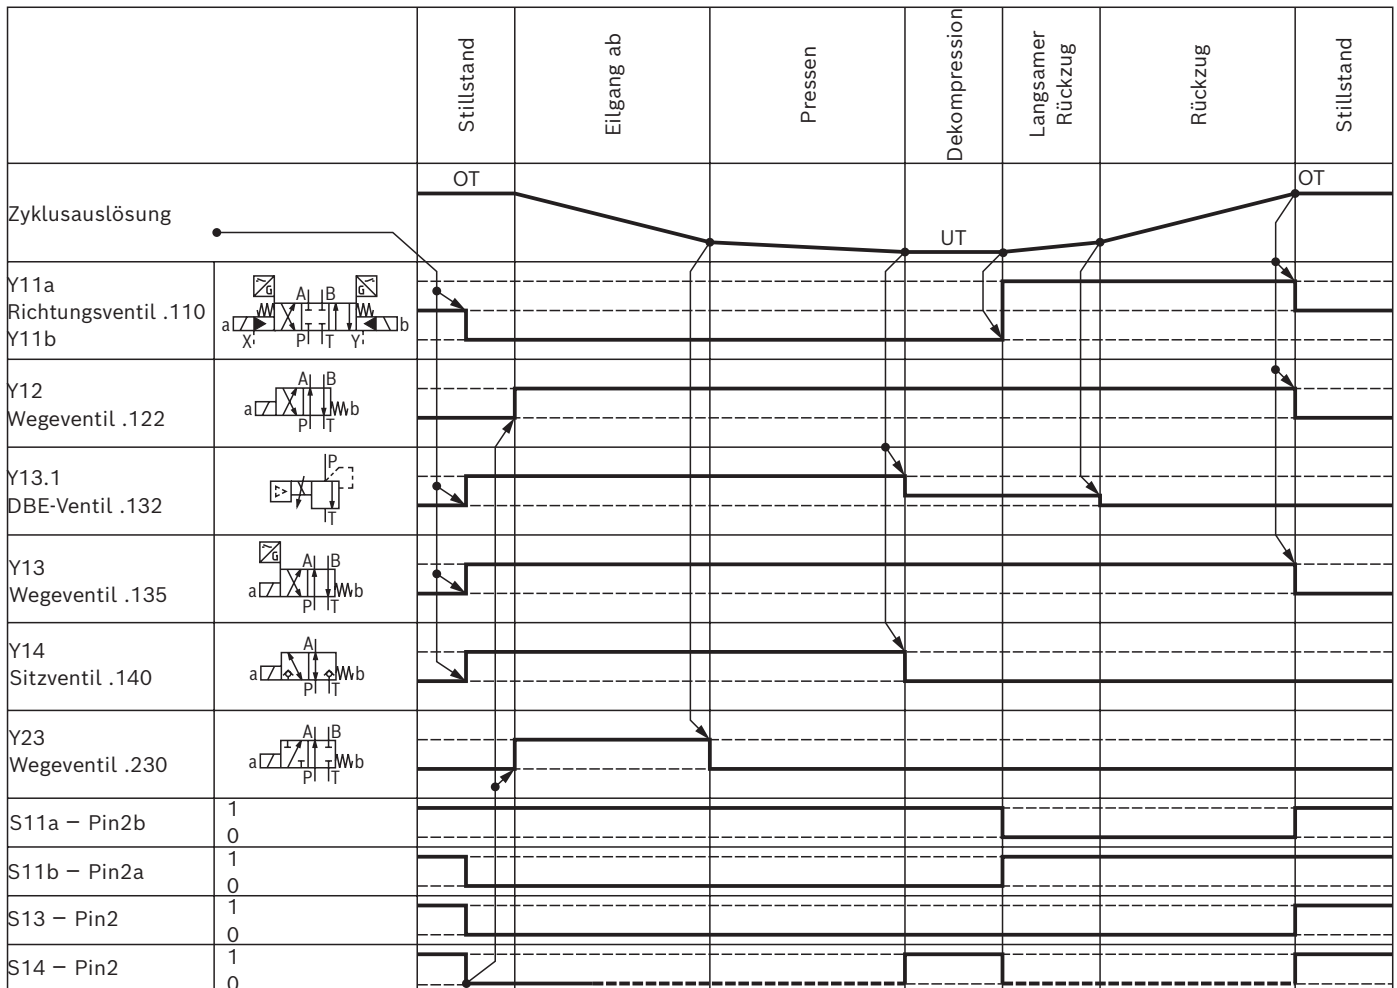 Stillstand
Eilgang ab
Pressen
Dekompression
Langsamer
Rückzug
Rückzug
Stillstand
OT
OT
Zyklusauslösung
UT
Y11a
Richtungsventil .110
Y11b
A B
a b
X P T Y
Y12
Wegeventil .122
A B
a b
P T
Y13.1
DBE-Ventil .132
P
T
Y13
Wegeventil .135
G
A B
a b
P T
Y14
Sitzventil .140
A
a b
P T
Y23
Wegeventil .230
A B
a b
P T
S11a – Pin2b
1
0
S11b – Pin2a
1
0
S13 – Pin2
1
0
S14 – Pin2
1
0